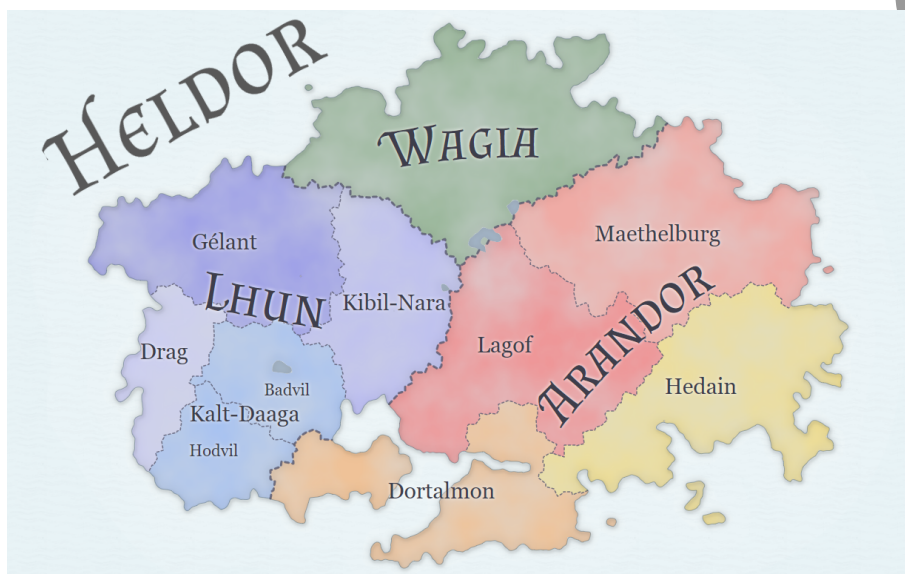 HELDOR
WAGIA
Gélant
Maethelburg
LHUN
Kibil-Nara
ARANDOR
Drag
Lagof
Badvil
Hedain
Kalt-Daaga
Hodvil
Dortalmon